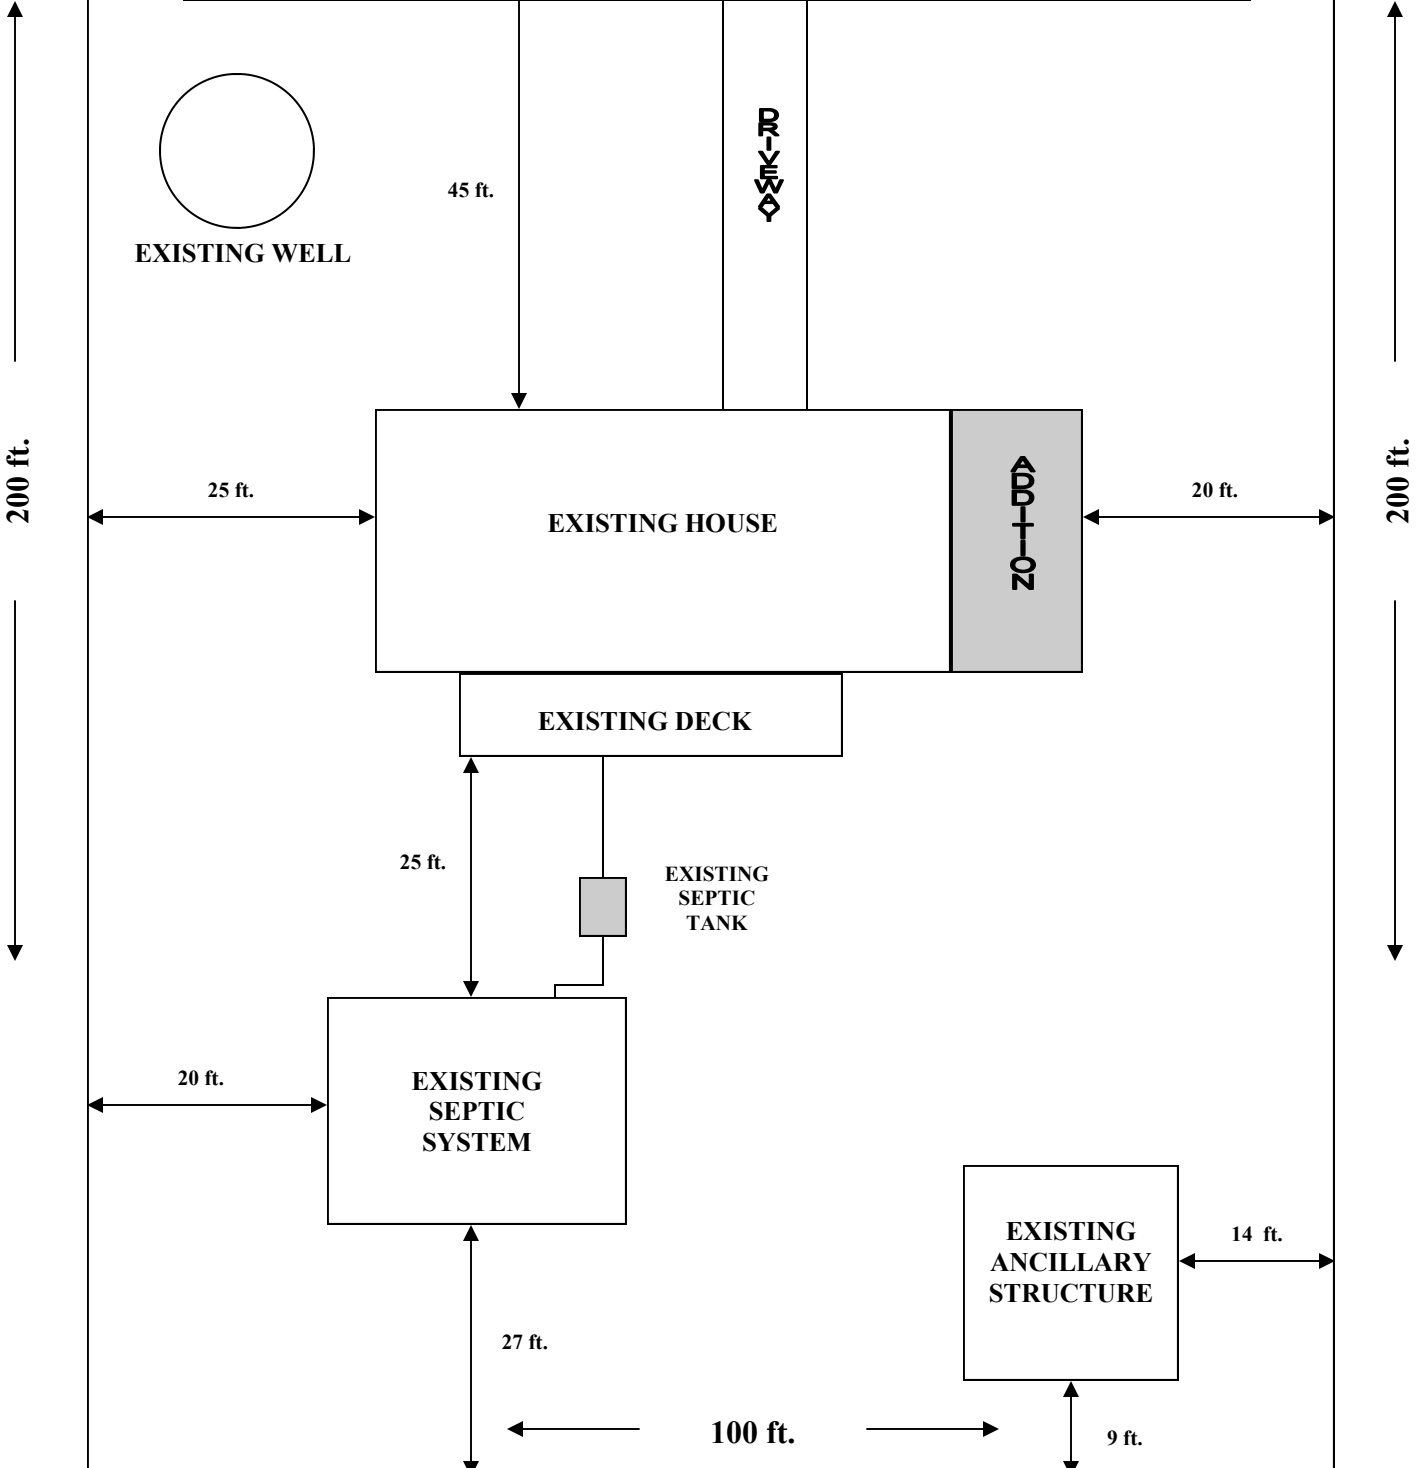 DRIVEWAY
45 ft.
EXISTING WELL
200 ft.
200 ft.
25 ft.
EXISTING HOUSE
ADDITION
20 ft.
EXISTING DECK
25 ft.
EXISTING
SEPTIC
TANK
20 ft.
EXISTING
SEPTIC
SYSTEM
EXISTING
ANCILLARY
STRUCTURE
14 ft.
27 ft.
100 ft.
9 ft.